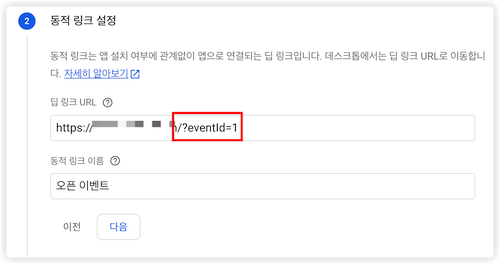 2
동적 링크 설정
동적 링크는 앱 설치 여부에 관계없이 앱으로 연결되는 딥 링크입니다. 데스크톱에서는 딥 링크 URL로 이동합니
다. 자세히 알아보기
딥 링크 URL
https:// /?eventId=1
동적 링크 이름
오픈 이벤트
이전 다음